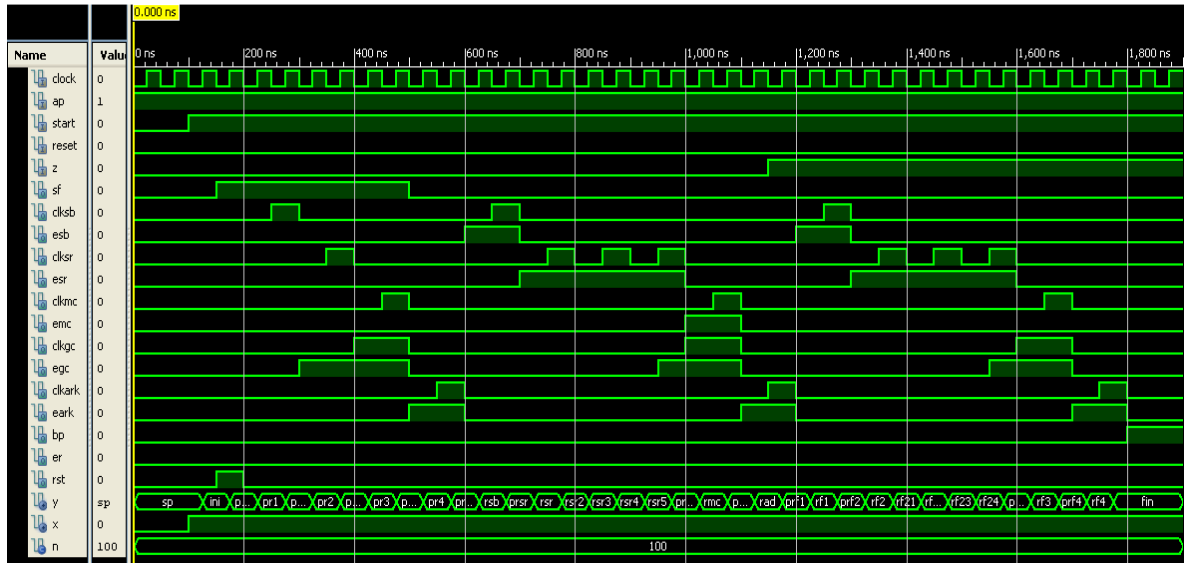 0.000 ns
Name Valu 0 ns 200 ns 400 ns 600 ns 800 ns 1,000 ns 1,200 ns 1,400 ns 1,600 ns 1,800 ns
clock 0
ap 1
start 0
reset 0
z 0
sf 0
clksb 0
esb 0
clksr 0
esr 0
clkmc 0
emc 0
clkgc 0
egc 0
clkark 0
eark 0
bp 0
er 0
rst 0
y sp sp ini p... pr1 p... pr2 p... pr3 p... pr4 pr... rsb prsr rsr rsr2 rsr3 rsr4 rsr5 pr... rmc p... rad prf1 rf1 prf2 rf2 rf21 rf... rf23 rf24 p... rf3 prf4 rf4 fin
x 0
n 100 100